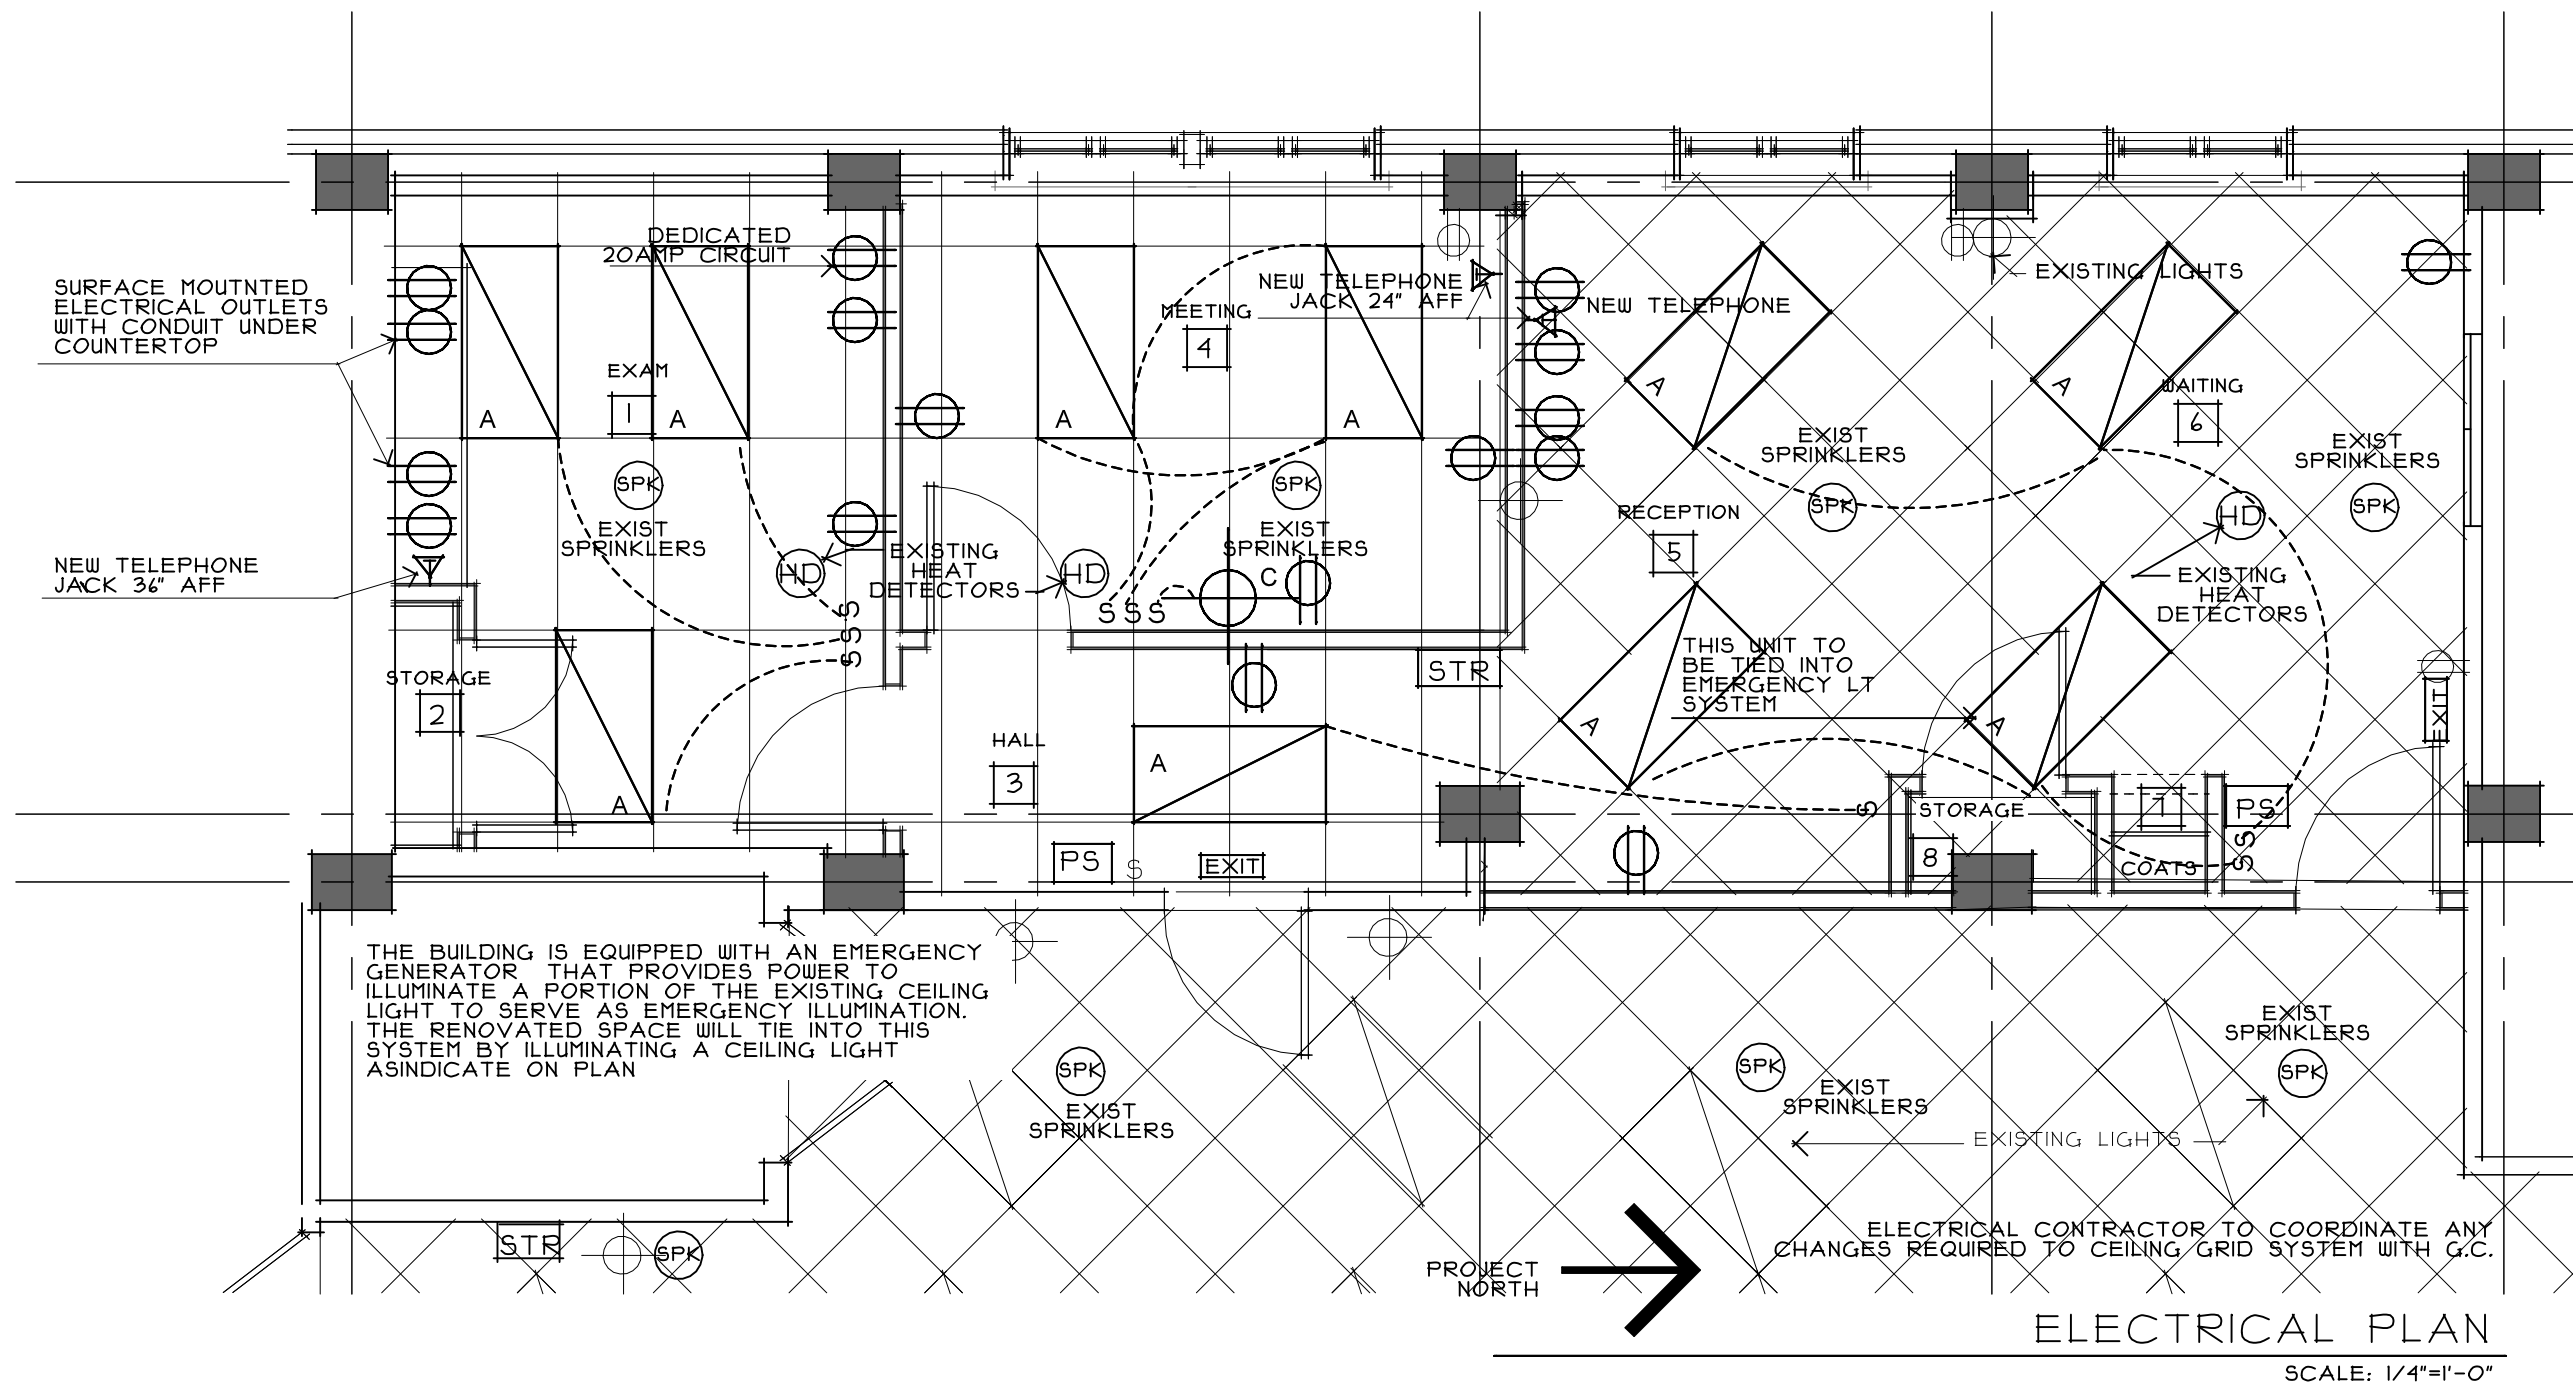 DEDICATED
20AMP CIRCUIT
SURFACE MOUTNTED
ELECTRICAL OUTLETS
WITH CONDUIT UNDER
COUNTERTOP
NEW TELEPHONE
JACK 24" AFF
MEETING
4
NEW TELEPHONE
EXISTING LIGHTS
EXAM
1
A
A
A
A
A
A
WAITING
6
SPK
EXIST
SPRINKLERS
SPK
EXIST
SPRINKLERS
EXIST
SPRINKLERS
SPK
EXIST
SPRINKLERS
SPK
RECEPTION
5
HD
NEW TELEPHONE
JACK 36" AFF
HD
EXISTING
HEAT
DETECTORS
HD
C
EXISTING
HEAT
DETECTORS
S
S
S
S S S
STORAGE
2
A
HALL
3
A
STR
THIS UNIT TO
BE TIED INTO
EMERGENCY LT
SYSTEM
A
A
EXIT
S
STORAGE
8
7
COATS
PS
S
S
PS
S
EXIT
THE BUILDING IS EQUIPPED WITH AN EMERGENCY
GENERATOR THAT PROVIDES POWER TO
ILLUMINATE A PORTION OF THE EXISTING CEILING
LIGHT TO SERVE AS EMERGENCY ILLUMINATION.
THE RENOVATED SPACE WILL TIE INTO THIS
SYSTEM BY ILLUMINATING A CEILING LIGHT
ASINDICATE ON PLAN
SPK
EXIST
SPRINKLERS
SPK
EXIST
SPRINKLERS
EXIST
SPRINKLERS
SPK
EXISTING LIGHTS
STR
SPK
PROJECT
NORTH
ELECTRICAL CONTRACTOR TO COORDINATE ANY
CHANGES REQUIRED TO CEILING GRID SYSTEM WITH G.C.
ELECTRICAL PLAN
SCALE: 1/4"=1'-0"